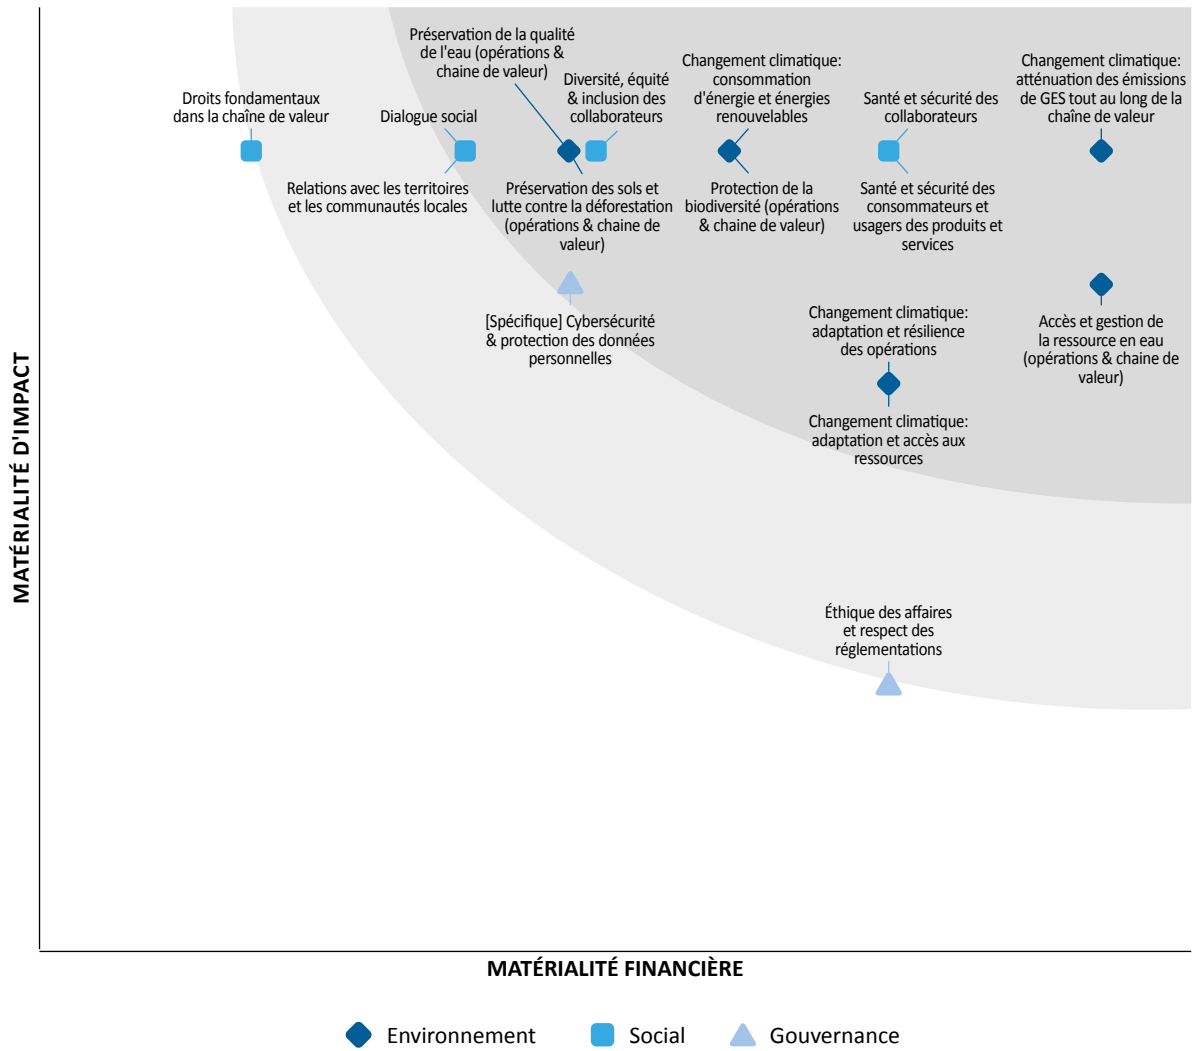 Préservation de la qualité
de l'eau (opérations &
chaine de valeur)
Droits fondamentaux
dans la chaîne de valeur
Dialogue social
Diversité, équité
& inclusion des
collaborateurs
Changement climatique:
consommation
d'énergie et énergies
renouvelables
Santé et sécurité des
collaborateurs
Changement climatique:
atténuation des émissions
de GES tout au long de la
chaîne de valeur
Relations avec les territoires
et les communautés locales
Préservation des sols et
lutte contre la déforestation
(opérations & chaine de
valeur)
Protection de la
biodiversité (opérations
& chaine de valeur)
Santé et sécurité des
consommateurs et
usagers des produits et
services
[Spécifique] Cybersécurité
& protection des données
personnelles
Changement climatique:
adaptation et résilience
des opérations
Accès et gestion de
la ressource en eau
(opérations & chaine de
valeur)
Changement climatique:
adaptation et accès aux
ressources
Éthique des affaires
et respect des
réglementations
MATÉRIALITÉ D'IMPACT
MATÉRIALITÉ FINANCIÈRE
Environnement
Social
Gouvernance